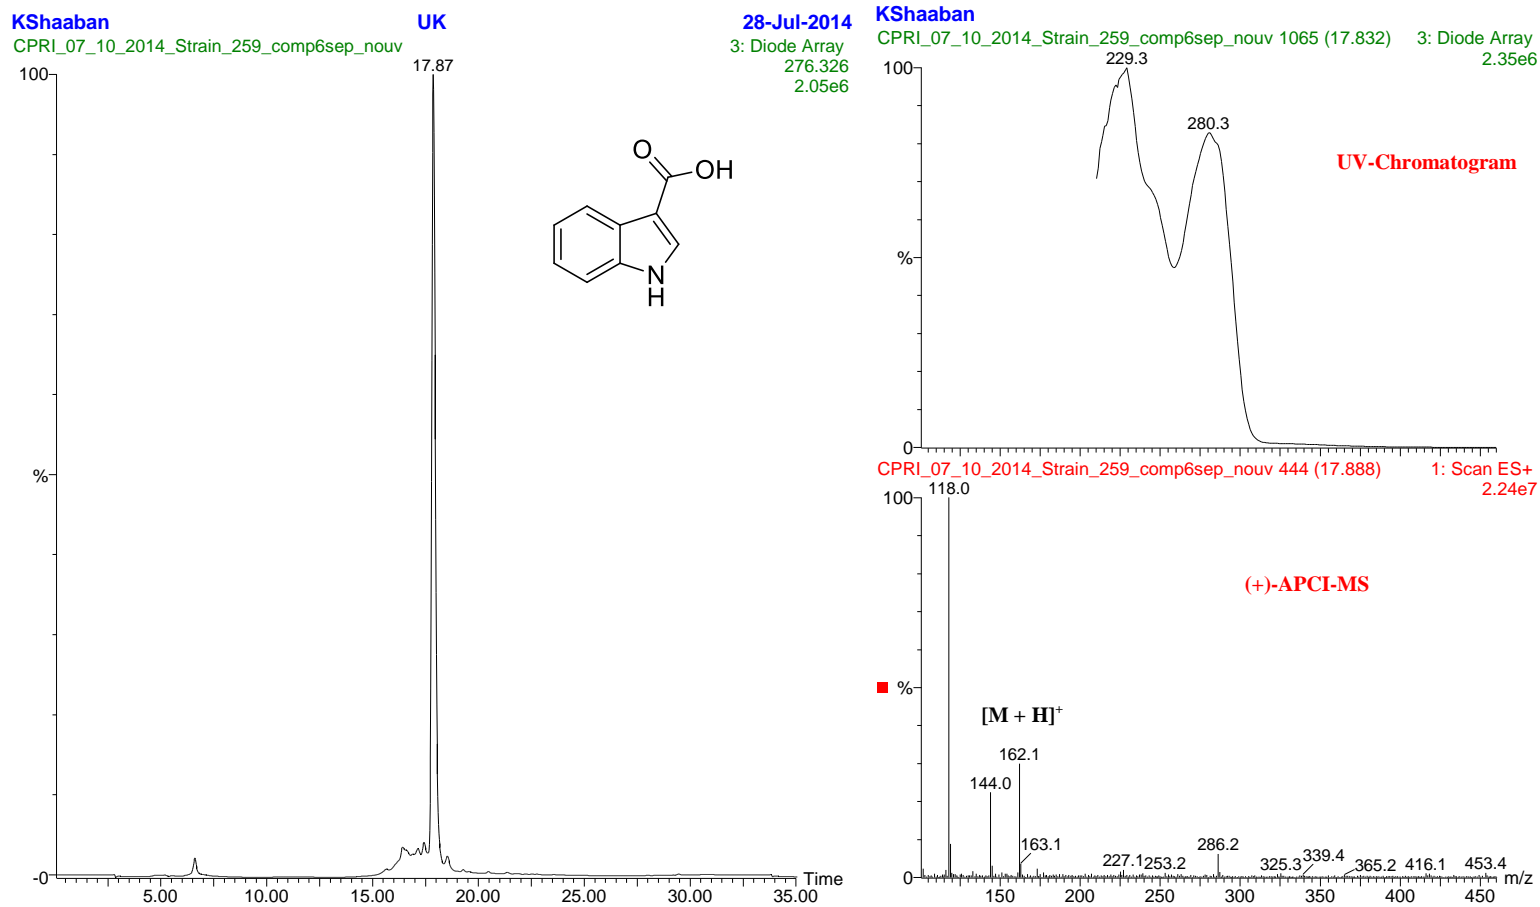 KShaaban UK 28-Jul-2014
CPRI_07_10_2014_Strain_259_comp6sep_nouv 3: Diode Array
276.326
2.05e6
17.87
100
%
-0
5.00 10.00 15.00 20.00 25.00 30.00 35.00 Time
O
OH
N
H
KShaaban
CPRI_07_10_2014_Strain_259_comp6sep_nouv 1065 (17.832) 3: Diode Array
2.35e6
229.3
100
280.3
UV-Chromatogram
%
0
CPRI_07_10_2014_Strain_259_comp6sep_nouv 444 (17.888) 1: Scan ES+
2.24e7
118.0
100
(+)-APCI-MS
%
[M + H]+
162.1
144.0
163.1
286.2
227.1 253.2 325.3 339.4 365.2 416.1 453.4
0
150 200 250 300 350 400 450 m/z